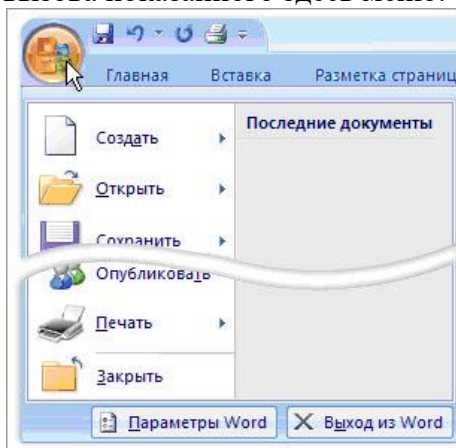 Главная Вставка Разметка страниц
Последние документы
Создать
Открыть
Сохранить
Опубликовать
Печать
Закрыть
Параметры Word Выход из Word